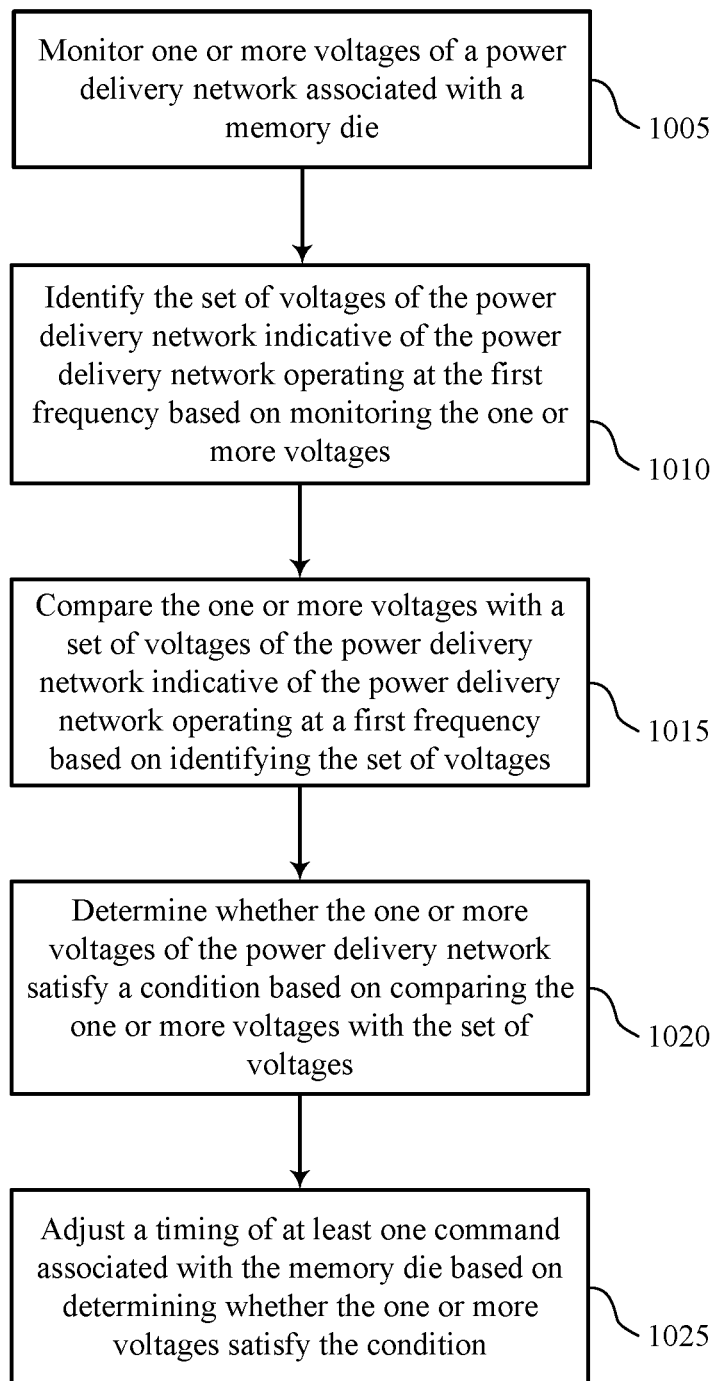 Monitor one or more voltages of a power
delivery network associated with a
memory die
1005
Identify the set of voltages of the power
delivery network indicative of the power
delivery network operating at the first
frequency based on monitoring the one or
more voltages
1010
Compare the one or more voltages with a
set of voltages of the power delivery
network indicative of the power delivery
network operating at a first frequency
based on identifying the set of voltages
1015
Determine whether the one or more
voltages of the power delivery network
satisfy a condition based on comparing the
one or more voltages with the set of
voltages
1020
Adjust a timing of at least one command
associated with the memory die based on
determining whether the one or more
voltages satisfy the condition
1025